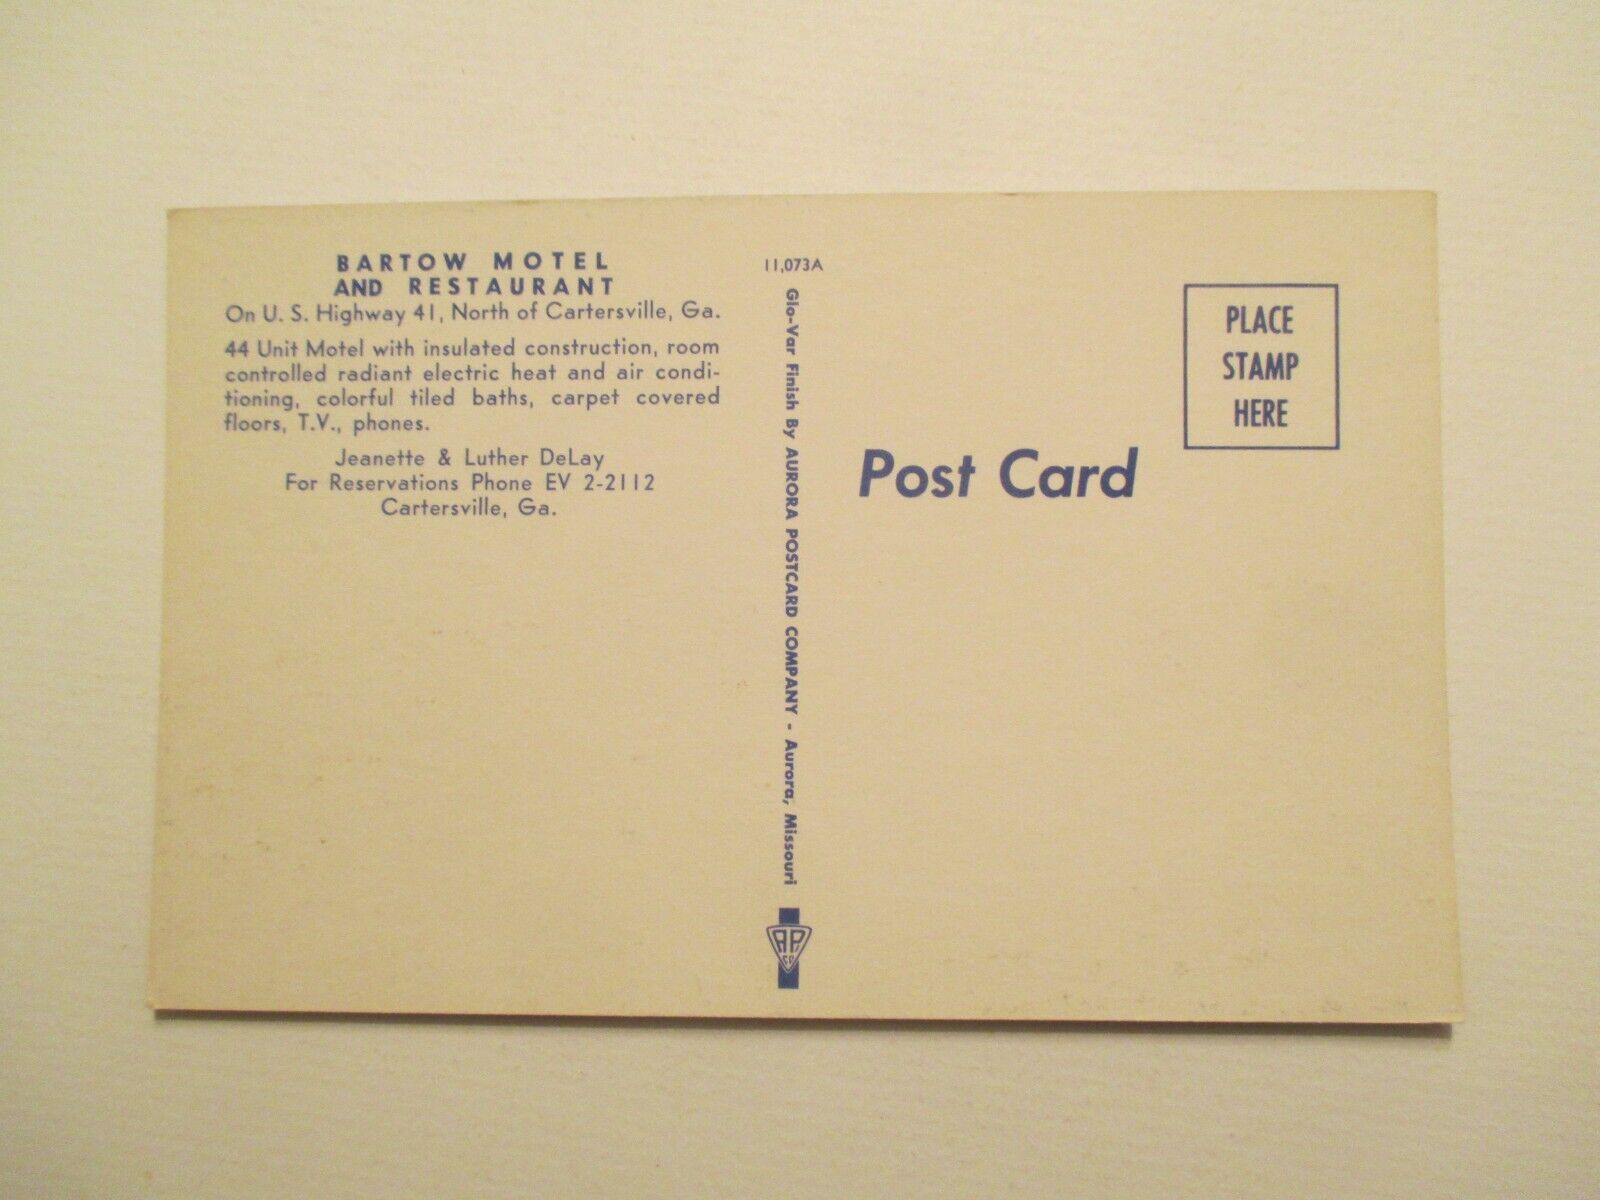 BARTOW MOTEL
AND RESTAURANT
On U. S. Highway 41, North of Cartersville, Ga.
44 Unit Motel with insulated construction, room
controlled radiant electric heat and air condi-
tioning, colorful tiled baths, carpet covered
floors, T.V., phones.
Jeanette & Luther DeLay
For Reservations Phone EV 2-2112
Cartersville, Ga.
11,073A
Glo-Var Finish By AURORA POSTCARD COMPANY - Aurora, Missouri
AP
CO
Post Card
PLACE
STAMP
HERE